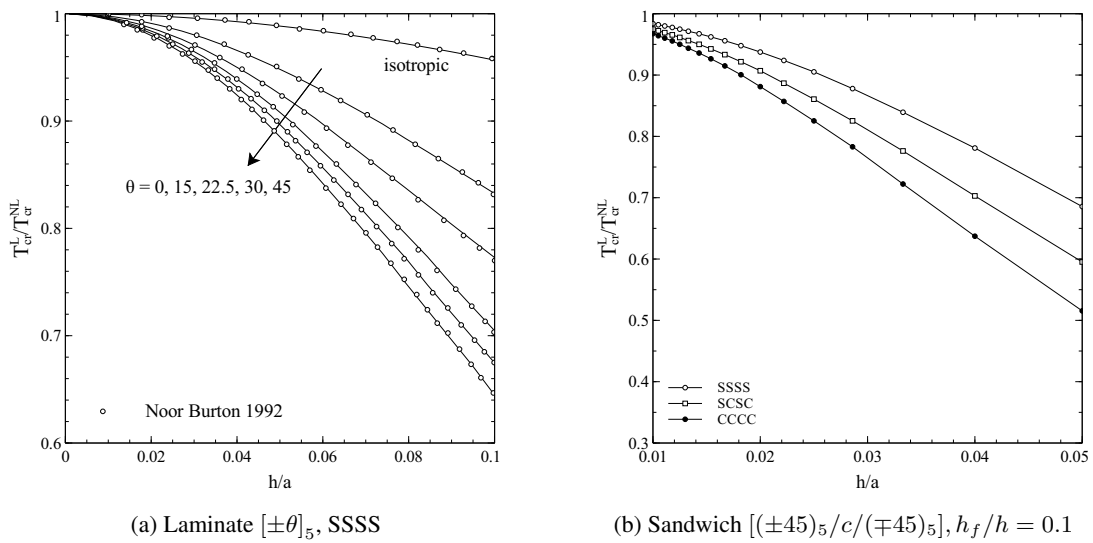 1
0.9
0.8
0.7
0.6
0
0.02
0.04
0.06
0.08
0.1
h/a
T_cr^L/T_cr^NL
isotropic
θ = 0, 15, 22.5, 30, 45
Noor Burton 1992
(a) Laminate [±θ]_5, SSSS
1
0.9
0.8
0.7
0.6
0.5
0.4
0.3
0.01
0.02
0.03
0.04
0.05
h/a
T_cr^L/T_cr^NL
SSSS
SCSC
CCCC
(b) Sandwich [(±45)_5/c/(∓45)_5], h_f/h = 0.1